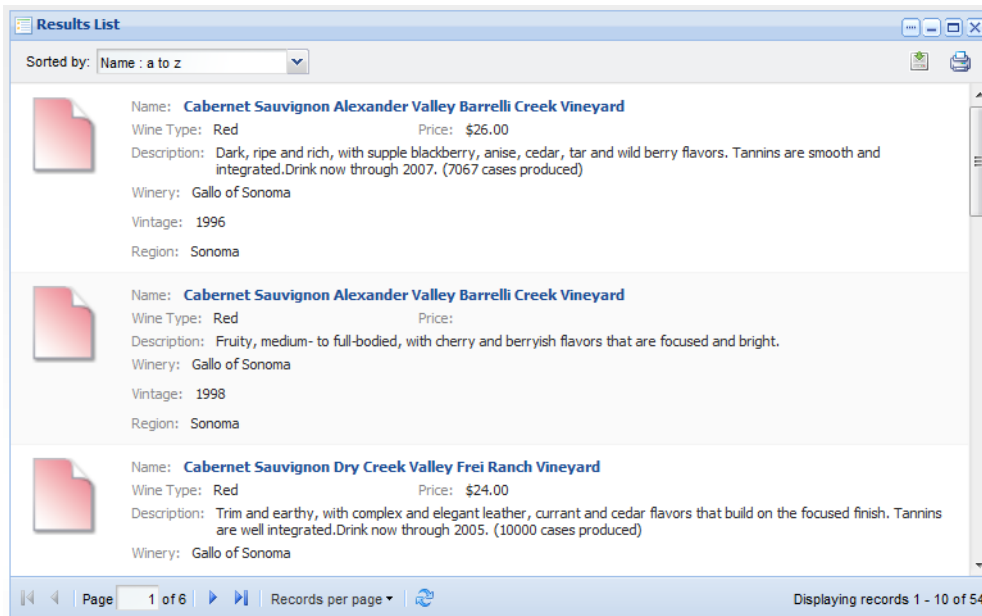 Results List
Sorted by: Name : a to z
Name: Cabernet Sauvignon Alexander Valley Barrelli Creek Vineyard
Wine Type: Red Price: $26.00
Description: Dark, ripe and rich, with supple blackberry, anise, cedar, tar and wild berry flavors. Tannins are smooth and
integrated.Drink now through 2007. (7067 cases produced)
Winery: Gallo of Sonoma
Vintage: 1996
Region: Sonoma
Name: Cabernet Sauvignon Alexander Valley Barrelli Creek Vineyard
Wine Type: Red Price:
Description: Fruity, medium- to full-bodied, with cherry and berryish flavors that are focused and bright.
Winery: Gallo of Sonoma
Vintage: 1998
Region: Sonoma
Name: Cabernet Sauvignon Dry Creek Valley Frei Ranch Vineyard
Wine Type: Red Price: $24.00
Description: Trim and earthy, with complex and elegant leather, currant and cedar flavors that build on the focused finish. Tannins
are well integrated.Drink now through 2005. (10000 cases produced)
Winery: Gallo of Sonoma
Page 1 of 6 Records per page Displaying records 1 - 10 of 54